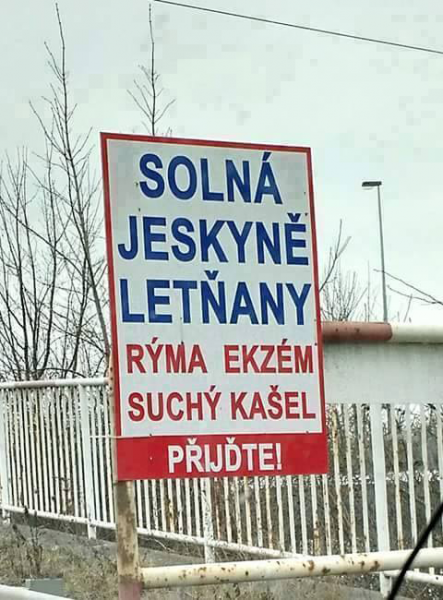 SOLNÁ
JESKYNĚ
LETŇANY
RÝMA EKZÉM
SUCHÝ KAŠEL
PŘIJĎTE!